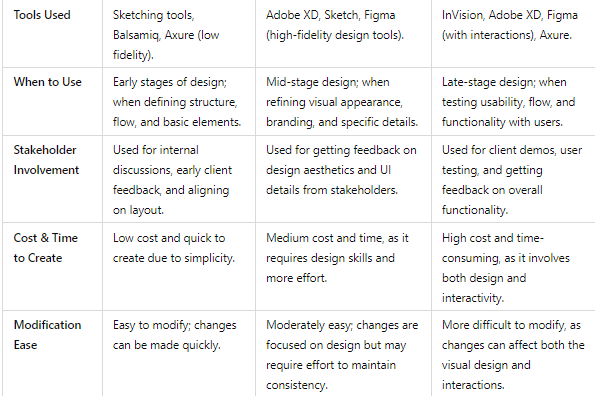 Tools Used
Sketching tools,
Balsamiq, Axure (low
fidelity).
Adobe XD, Sketch, Figma
(high-fidelity design tools).
InVision, Adobe XD, Figma
(with interactions), Axure.
When to Use
Early stages of design;
when defining structure,
flow, and basic elements.
Mid-stage design; when
refining visual appearance,
branding, and specific details.
Late-stage design; when
testing usability, flow, and
functionality with users.
Stakeholder
Involvement
Used for internal
discussions, early client
feedback, and aligning
on layout.
Used for getting feedback on
design aesthetics and UI
details from stakeholders.
Used for client demos, user
testing, and getting
feedback on overall
functionality.
Cost & Time
to Create
Low cost and quick to
create due to simplicity.
Medium cost and time, as it
requires design skills and
more effort.
High cost and time-
consuming, as it involves
both design and
interactivity.
Modification
Ease
Easy to modify; changes
can be made quickly.
Moderately easy; changes are
focused on design but may
require effort to maintain
consistency.
More difficult to modify, as
changes can affect both the
visual design and
interactions.